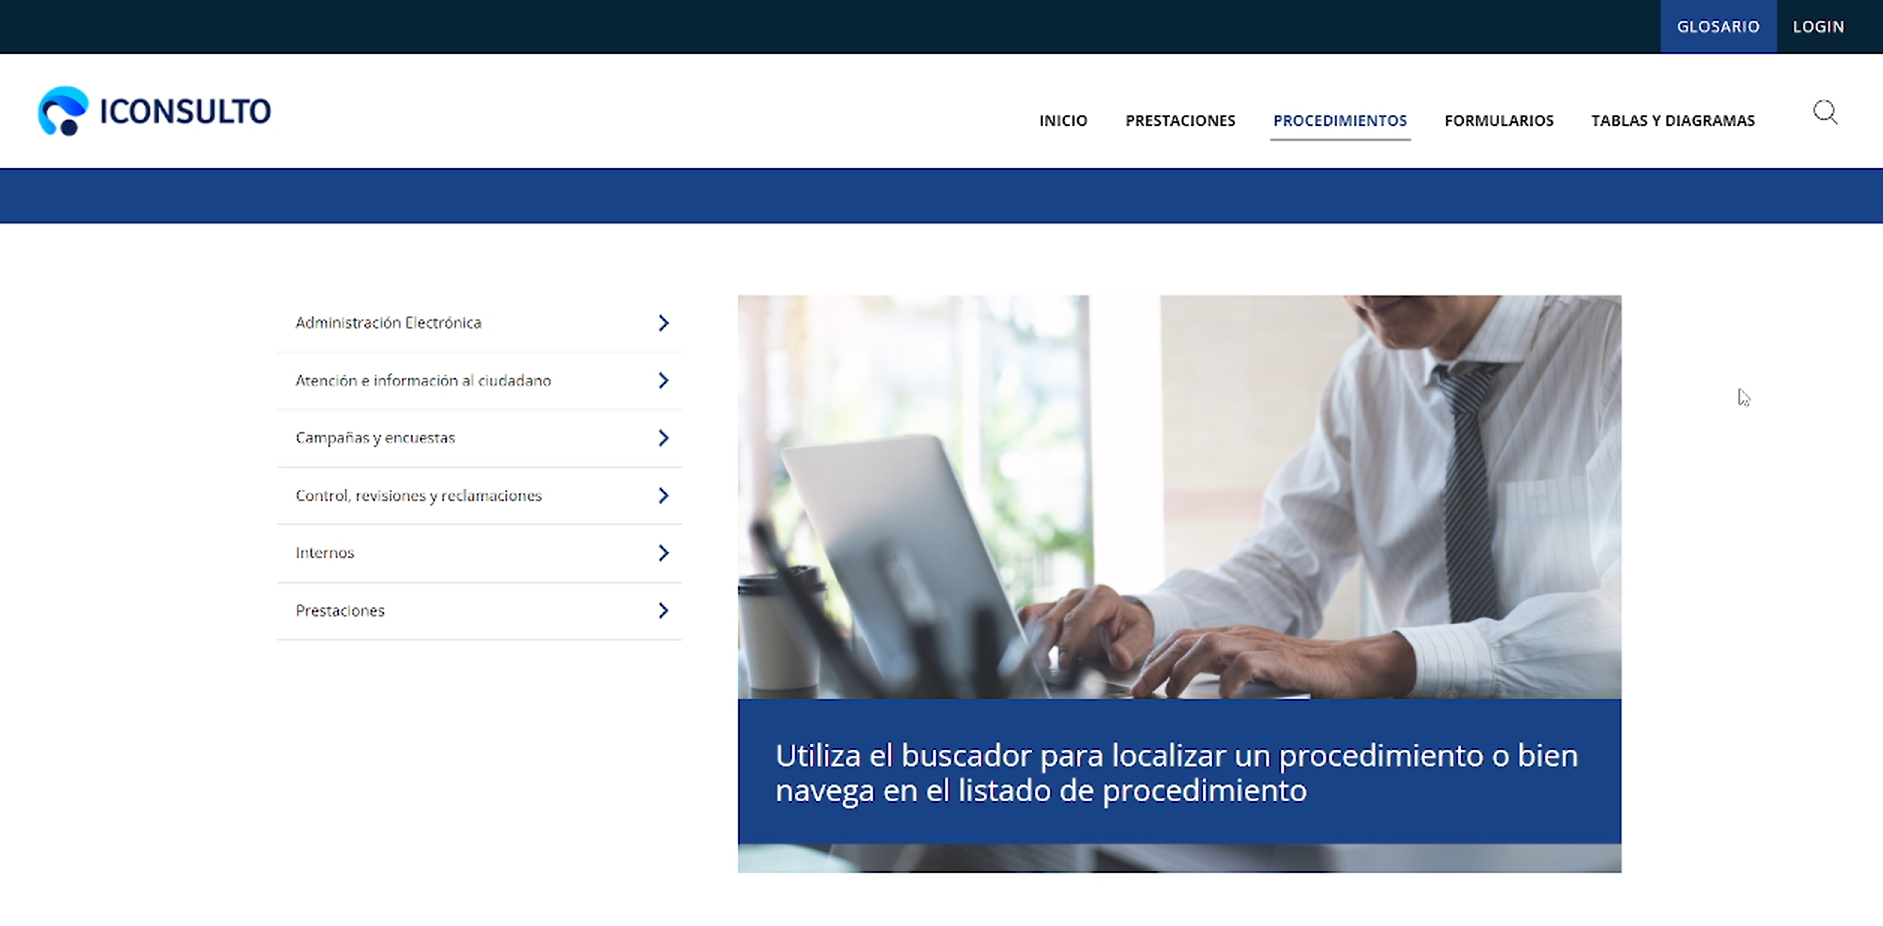 GLOSARIO LOGIN
ICONSULTO
INICIO PRESTACIONES PROCEDIMIENTOS FORMULARIOS TABLAS Y DIAGRAMAS
Administración Electrónica
Atención e información al ciudadano
Campañas y encuestas
Control, revisiones y reclamaciones
Internos
Prestaciones
Utiliza el buscador para localizar un procedimiento o bien
navega en el listado de procedimiento